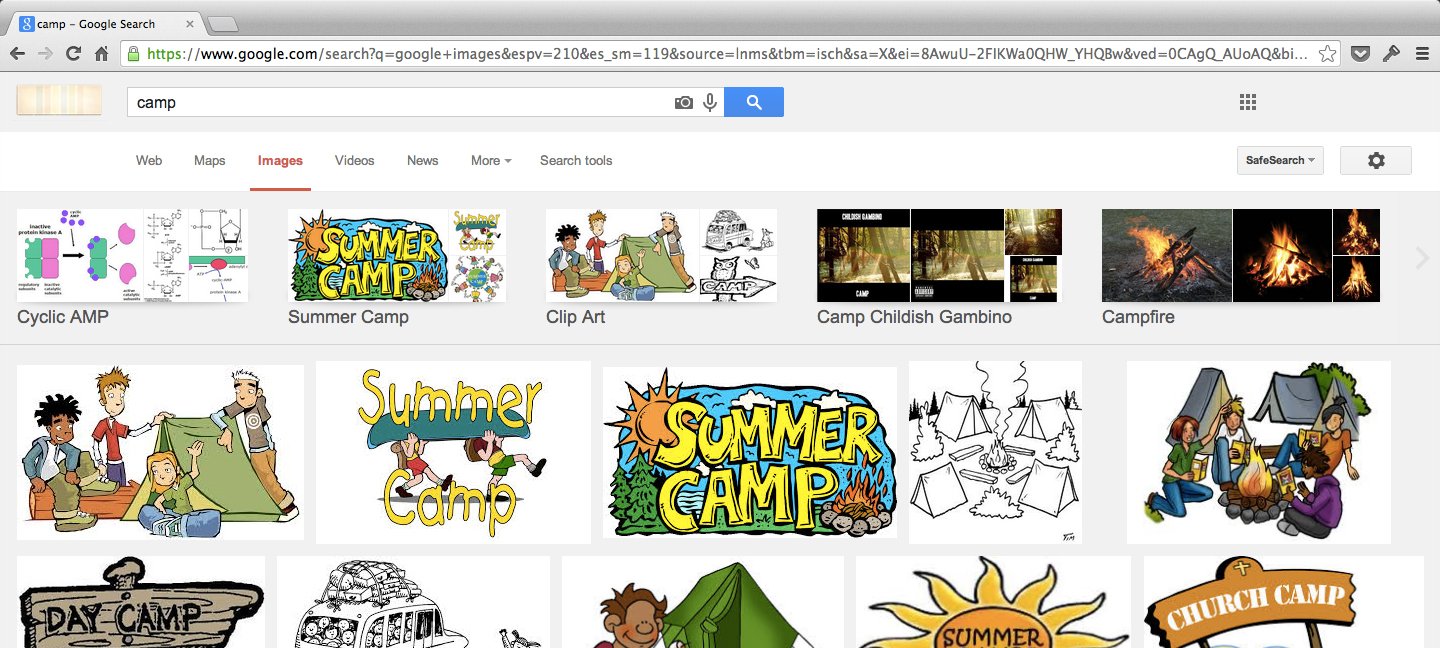 camp - Google Search
https://www.google.com/search?q=google+images&espv=210&es_sm=119&source=lnms&tbm=isch&sa=X&ei=8AwuU-2FIKWa0QHW_YHQBw&ved=0CAgQ_AUoAQ&bi...
camp
Web Maps Images Videos News More Search tools SafeSearch
cyclic AMP
inactive protein kinase A
regulatory subunits
inactive catalytic subunits
active catalytic subunits
ATP
cyclic AMP
protein kinase A
SUMMER CAMP
Summer Camp
CAMP
CHILDISH GAMBINO
CAMP
CHILDISH GAMBINO
CAMP
Cyclic AMP Summer Camp Clip Art Camp Childish Gambino Campfire
Summer
Camp
SUMMER
CAMP
TIM
DAY CAMP
SUMMER
CHURCH CAMP